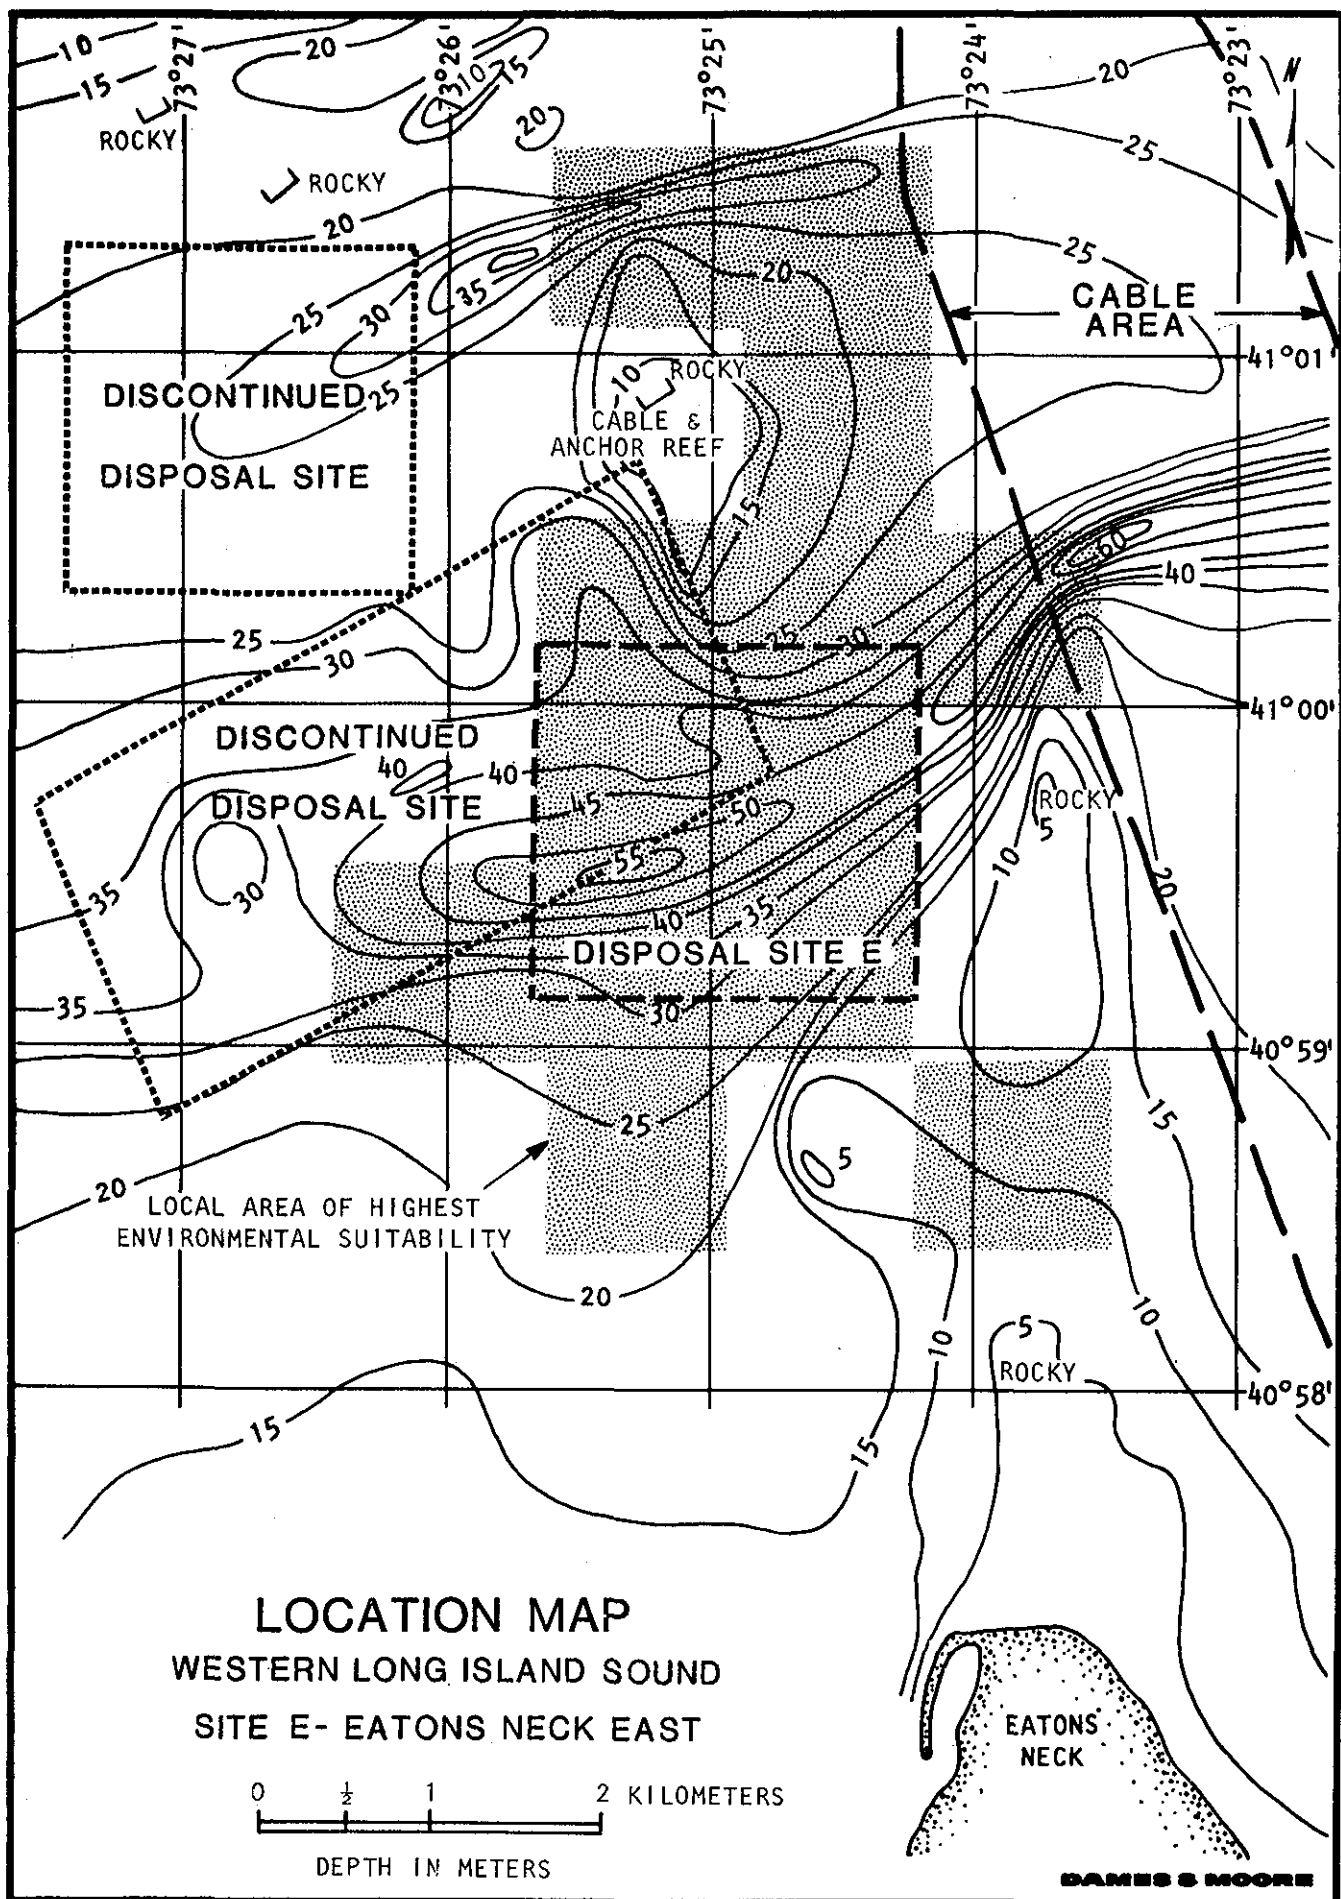 10
20
10
15
15
73°27'
73°26'
73°25'
73°24'
73°23'
20
N
ROCKY
20
25
ROCKY
20
25
20
35
25
30
CABLE
AREA
41°01'
ROCKY
10
DISCONTINUED
25
CABLE &
ANCHOR REEF
DISPOSAL SITE
15
60
40
25
30
25
30
41°00'
DISCONTINUED
40
40
DISPOSAL SITE
45
50
ROCKY
5
55
10
35
30
20
40
35
DISPOSAL SITE E
35
30
40°59'
25
15
5
20
LOCAL AREA OF HIGHEST
ENVIRONMENTAL SUITABILITY
20
10
10
5
ROCKY
40°58'
15
15
LOCATION MAP
WESTERN LONG ISLAND SOUND
SITE E- EATONS NECK EAST
EATONS
NECK
0 ½ 1 2 KILOMETERS
DEPTH IN METERS
DAMES & MOORE